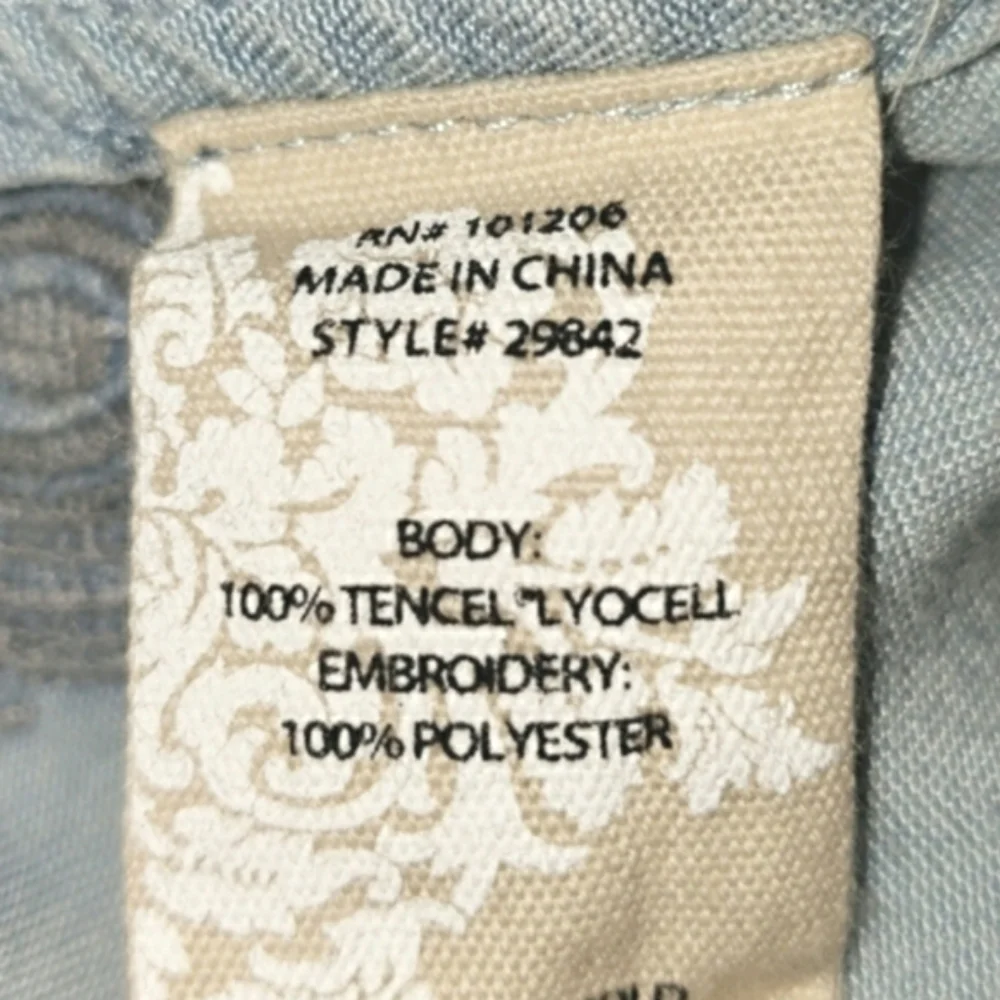 RN# 101206
MADE IN CHINA
STYLE# 29842
BODY:
100% TENCEL™LYOCELL
EMBROIDERY:
100% POLYESTER